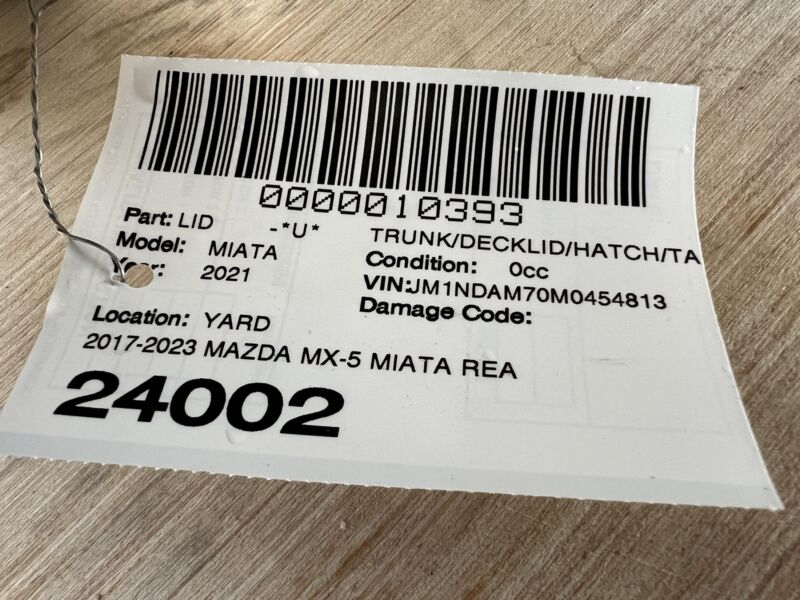 0000010393
Part: LID -*U* TRUNK/DECKLID/HATCH/TA
Model: MIATA Condition: 0cc
Year: 2021 VIN:JM1NDAM70M0454813
Damage Code:
Location: YARD
2017-2023 MAZDA MX-5 MIATA REA
24002